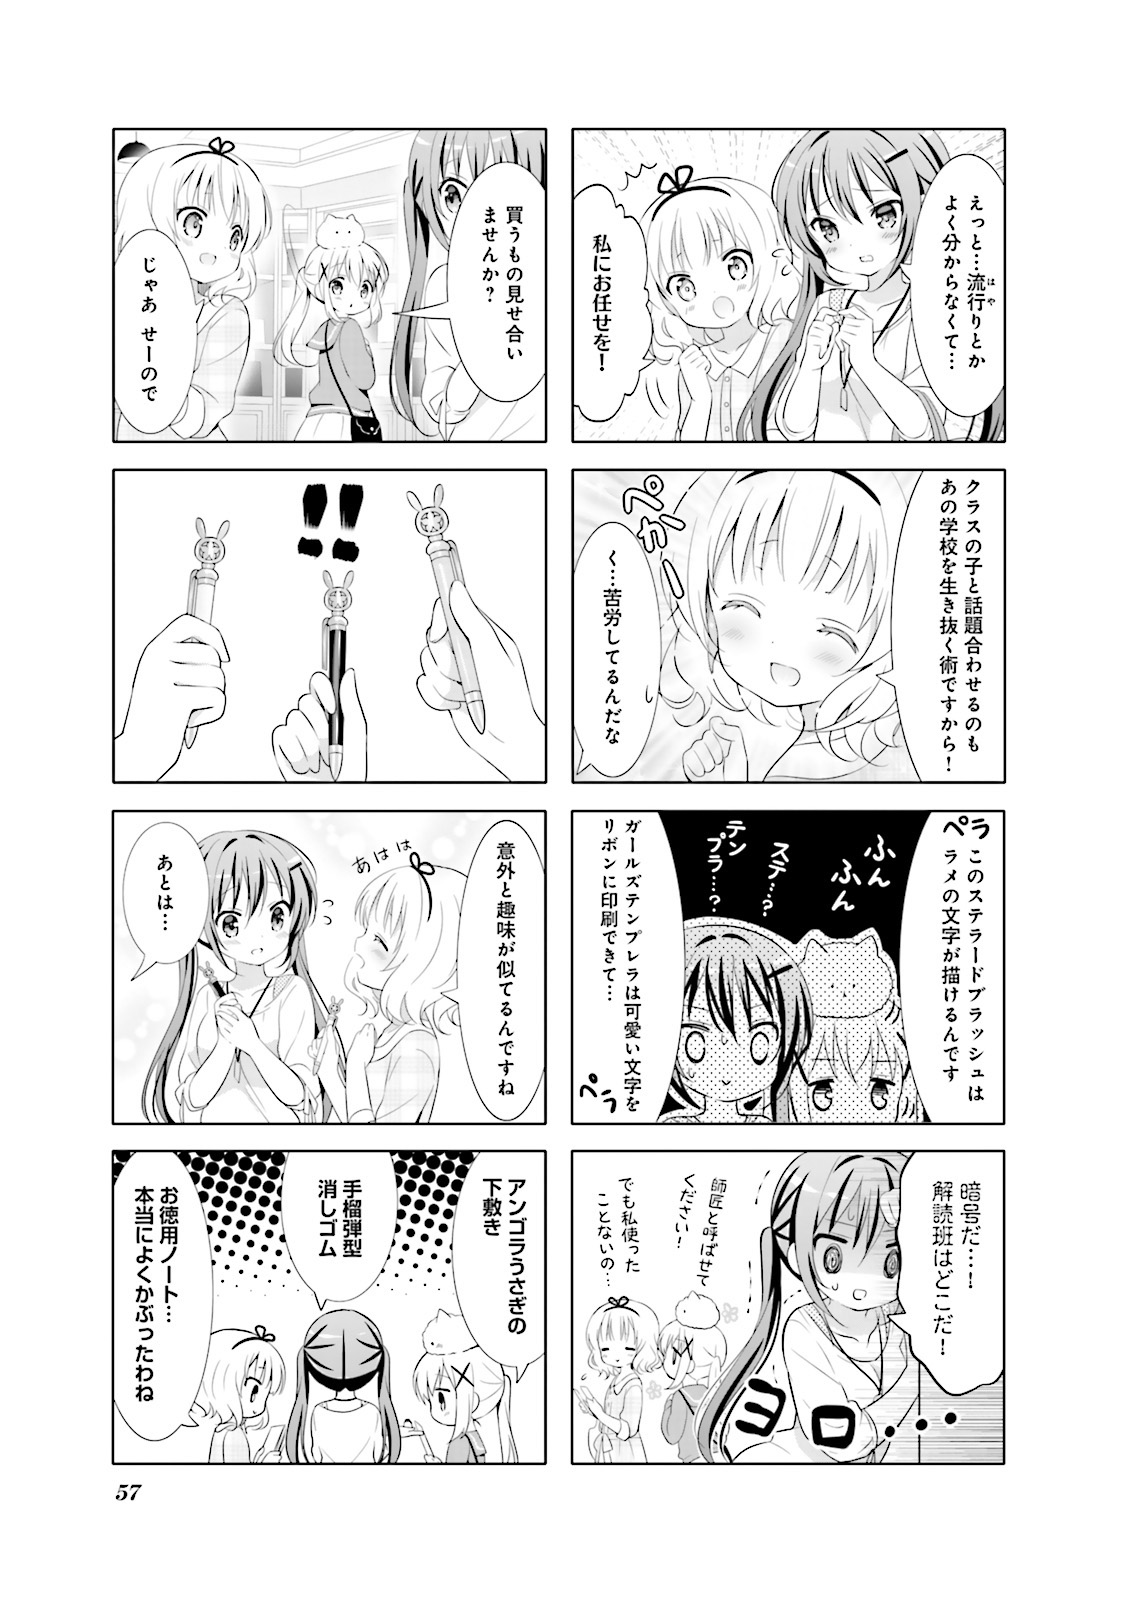 えっと…流行りとか
よく分からなくて…
はや
私にお任せを!
クラスの子と話題合わせるのも
あの学校を生き抜く術ですから!
ぺかーー
く…苦労してるんだな
ペラ
このステラードブラッシュは
ラメの文字が描けるんです
ふん
ふん
ステ…?
テン
プラ…?
ガールズテンプレラは可愛い文字を
リボンに印刷できて…
ペラ
暗号だ…!
解読班はどこだ!
ヨロ…
師匠と呼ばせて
ください!
でも私使った
ことないの…
買うもの見せ合い
ませんか?
じゃあ せーので
!!
意外と趣味が似てるんですね
あはは
あとは…
アンゴラうさぎの
下敷き
手榴弾型
消しゴム
お徳用ノート…
本当によくかぶったわね
57